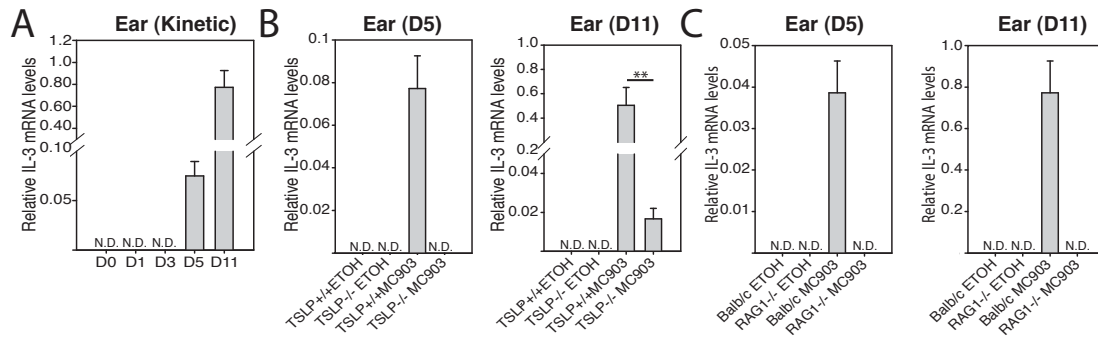 A
Ear (Kinetic)
Relative IL-3 mRNA levels
1.2
1.0
0.80
0.60
0.40
0.10
0.05
N.D. N.D. N.D.
D0 D1 D3 D5 D11
B
Ear (D5)
Relative IL-3 mRNA levels
0.1
0.08
0.06
0.04
0.02
N.D. N.D. N.D.
TSLP+/+ETOH
TSLP-/- ETOH
TSLP+/+MC903
TSLP-/- MC903
Ear (D11)
Relative IL-3 mRNA levels
1.0
0.8
0.6
0.4
0.2
0.02
**
N.D. N.D.
TSLP+/+ETOH
TSLP-/- ETOH
TSLP+/+MC903
TSLP-/- MC903
C
Ear (D5)
Relative IL-3 mRNA levels
0.05
0.04
0.03
0.02
0.01
N.D. N.D. N.D.
Balb/c ETOH
RAG1-/- ETOH
Balb/c MC903
RAG1-/- MC903
Ear (D11)
Relative IL-3 mRNA levels
1.0
0.8
0.6
0.4
0.2
N.D. N.D. N.D.
Balb/c ETOH
RAG1-/- ETOH
Balb/c MC903
RAG1-/- MC903